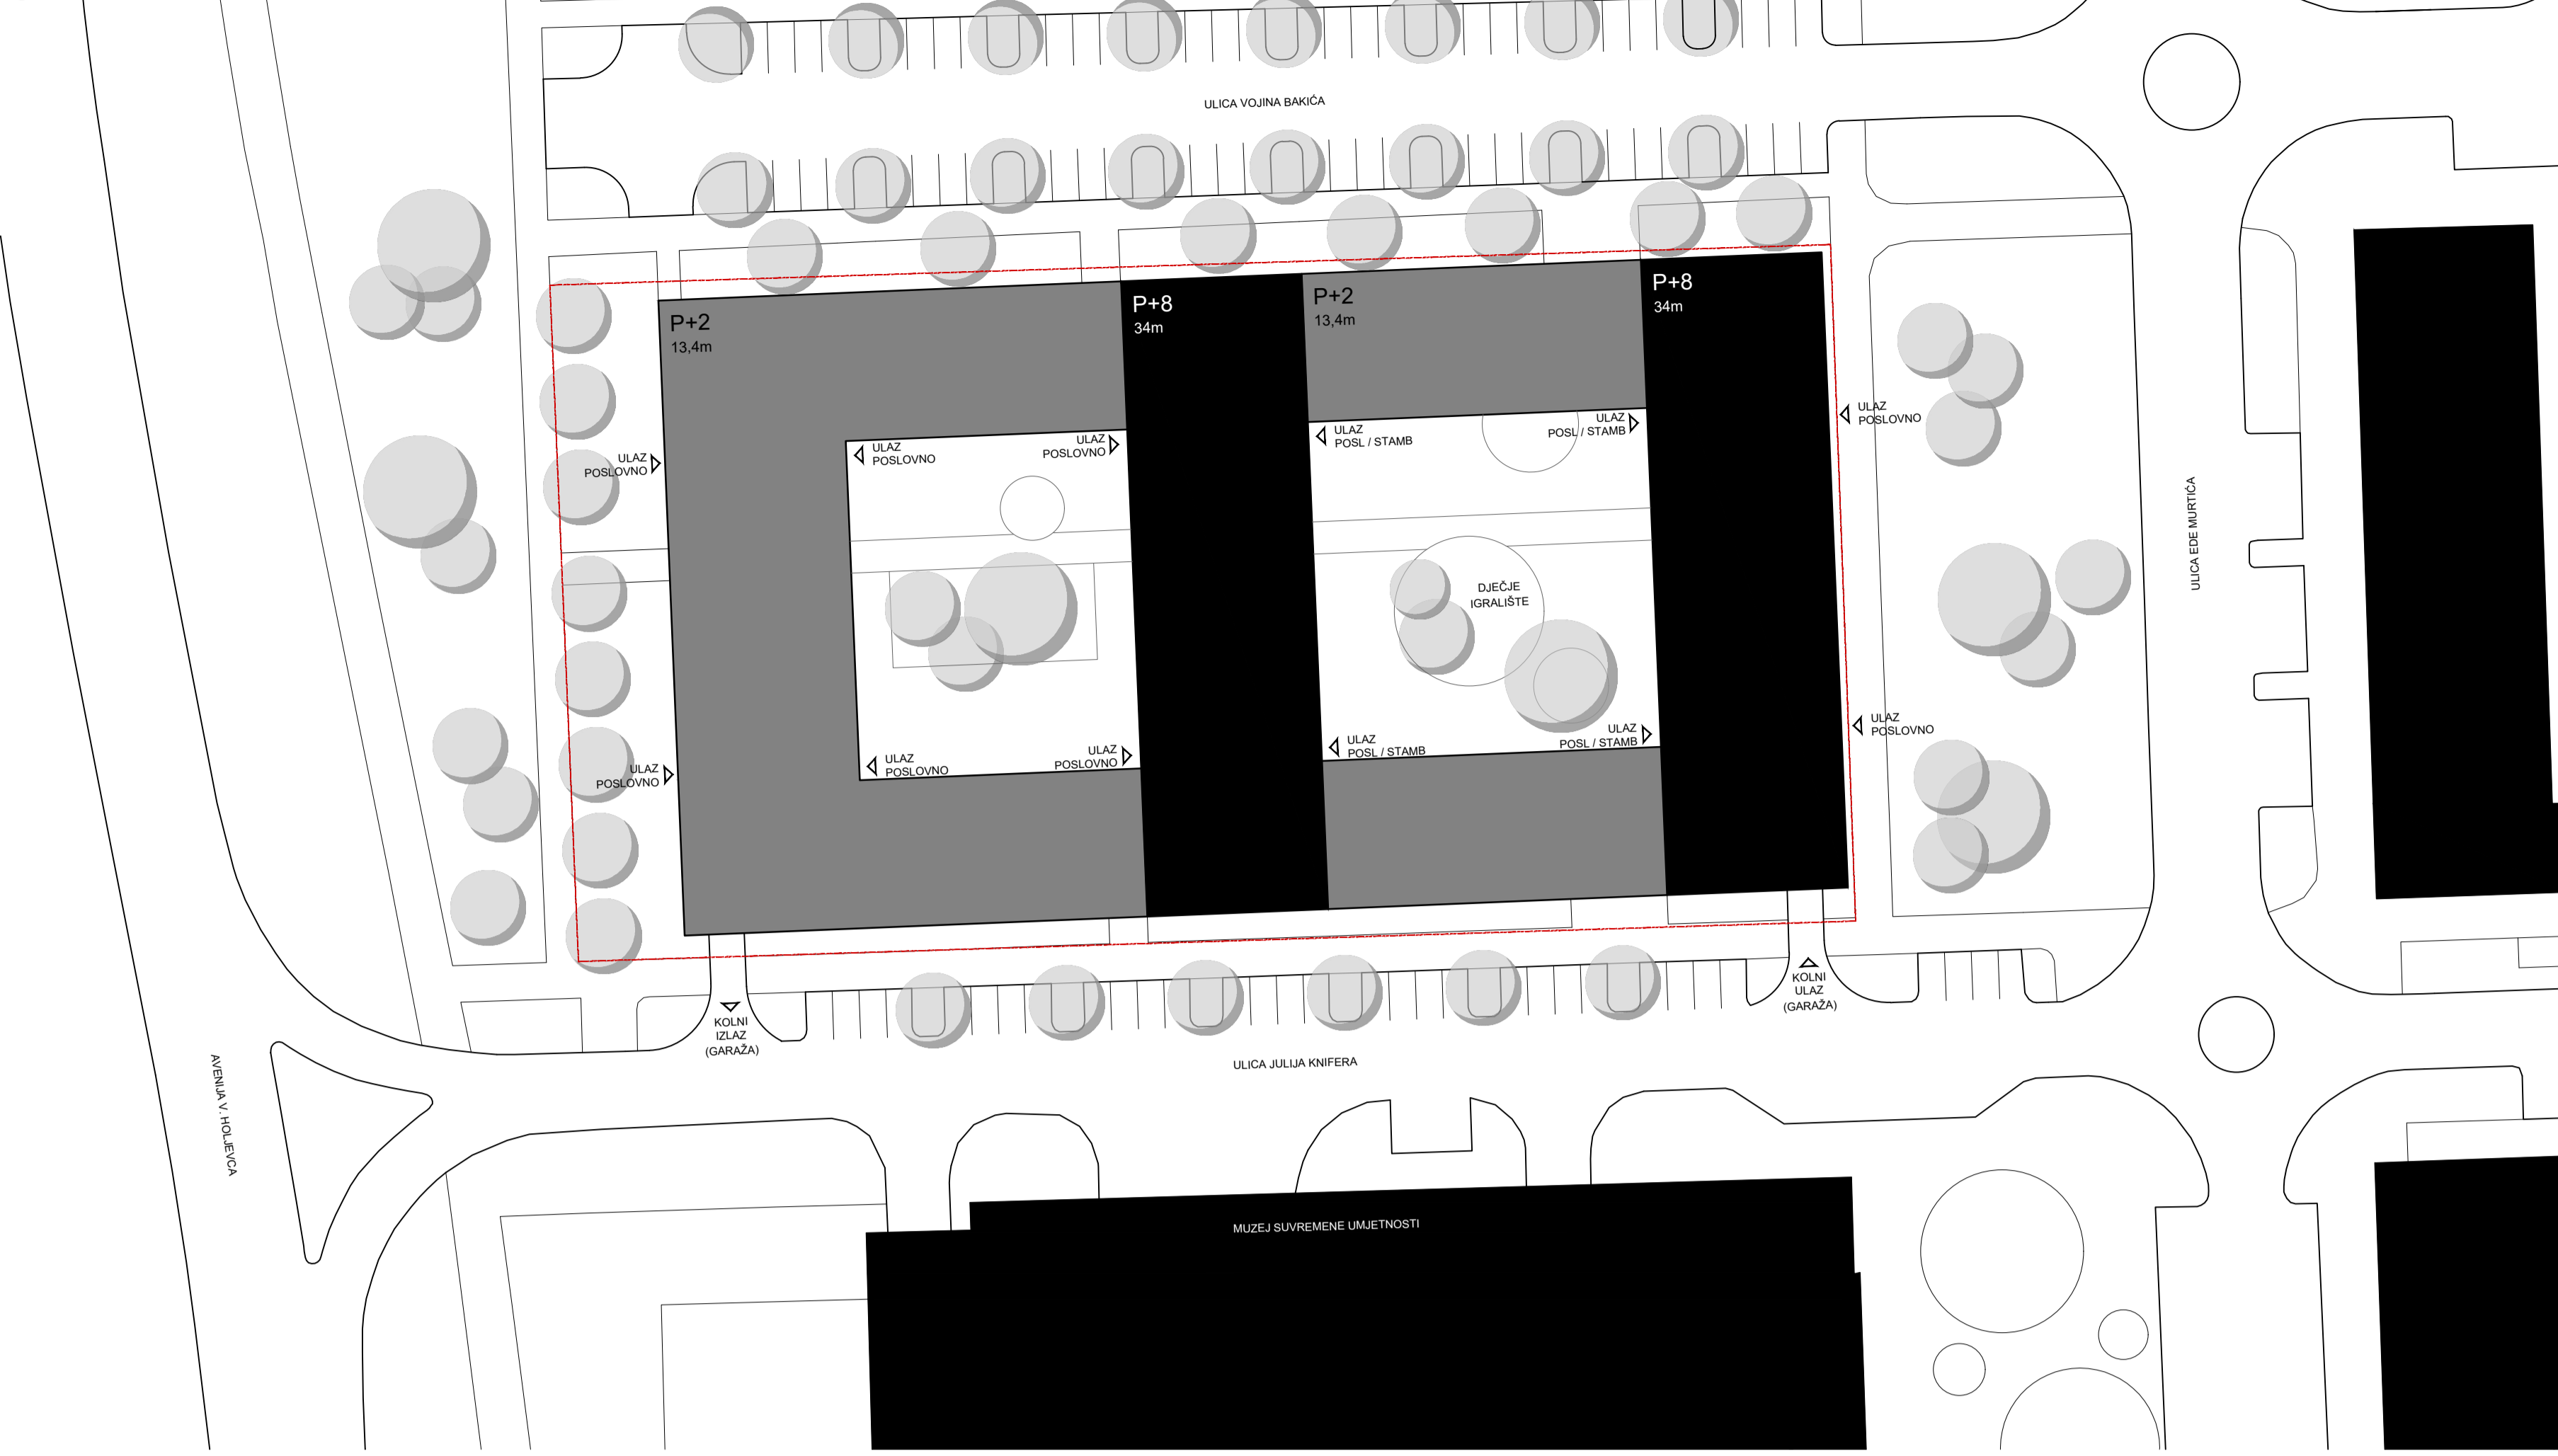 ULICA VOJINA BAKIĆA
P+2
13,4m
P+8
34m
P+2
13,4m
P+8
34m
ULAZ
POSLOVNO
ULAZ
POSLOVNO
ULAZ
POSLOVNO
ULAZ
POSL / STAMB
ULAZ
POSL / STAMB
ULAZ
POSLOVNO
ULICA EDE MURTIĆA
DJEČJE
IGRALIŠTE
ULAZ
POSLOVNO
ULAZ
POSLOVNO
ULAZ
POSLOVNO
ULAZ
POSL / STAMB
ULAZ
POSL / STAMB
ULAZ
POSLOVNO
KOLNI
IZLAZ
(GARAŽA)
KOLNI
ULAZ
(GARAŽA)
ULICA JULIJA KNIFERA
AVENIJA V. HOLJEVCA
MUZEJ SUVREMENE UMJETNOSTI